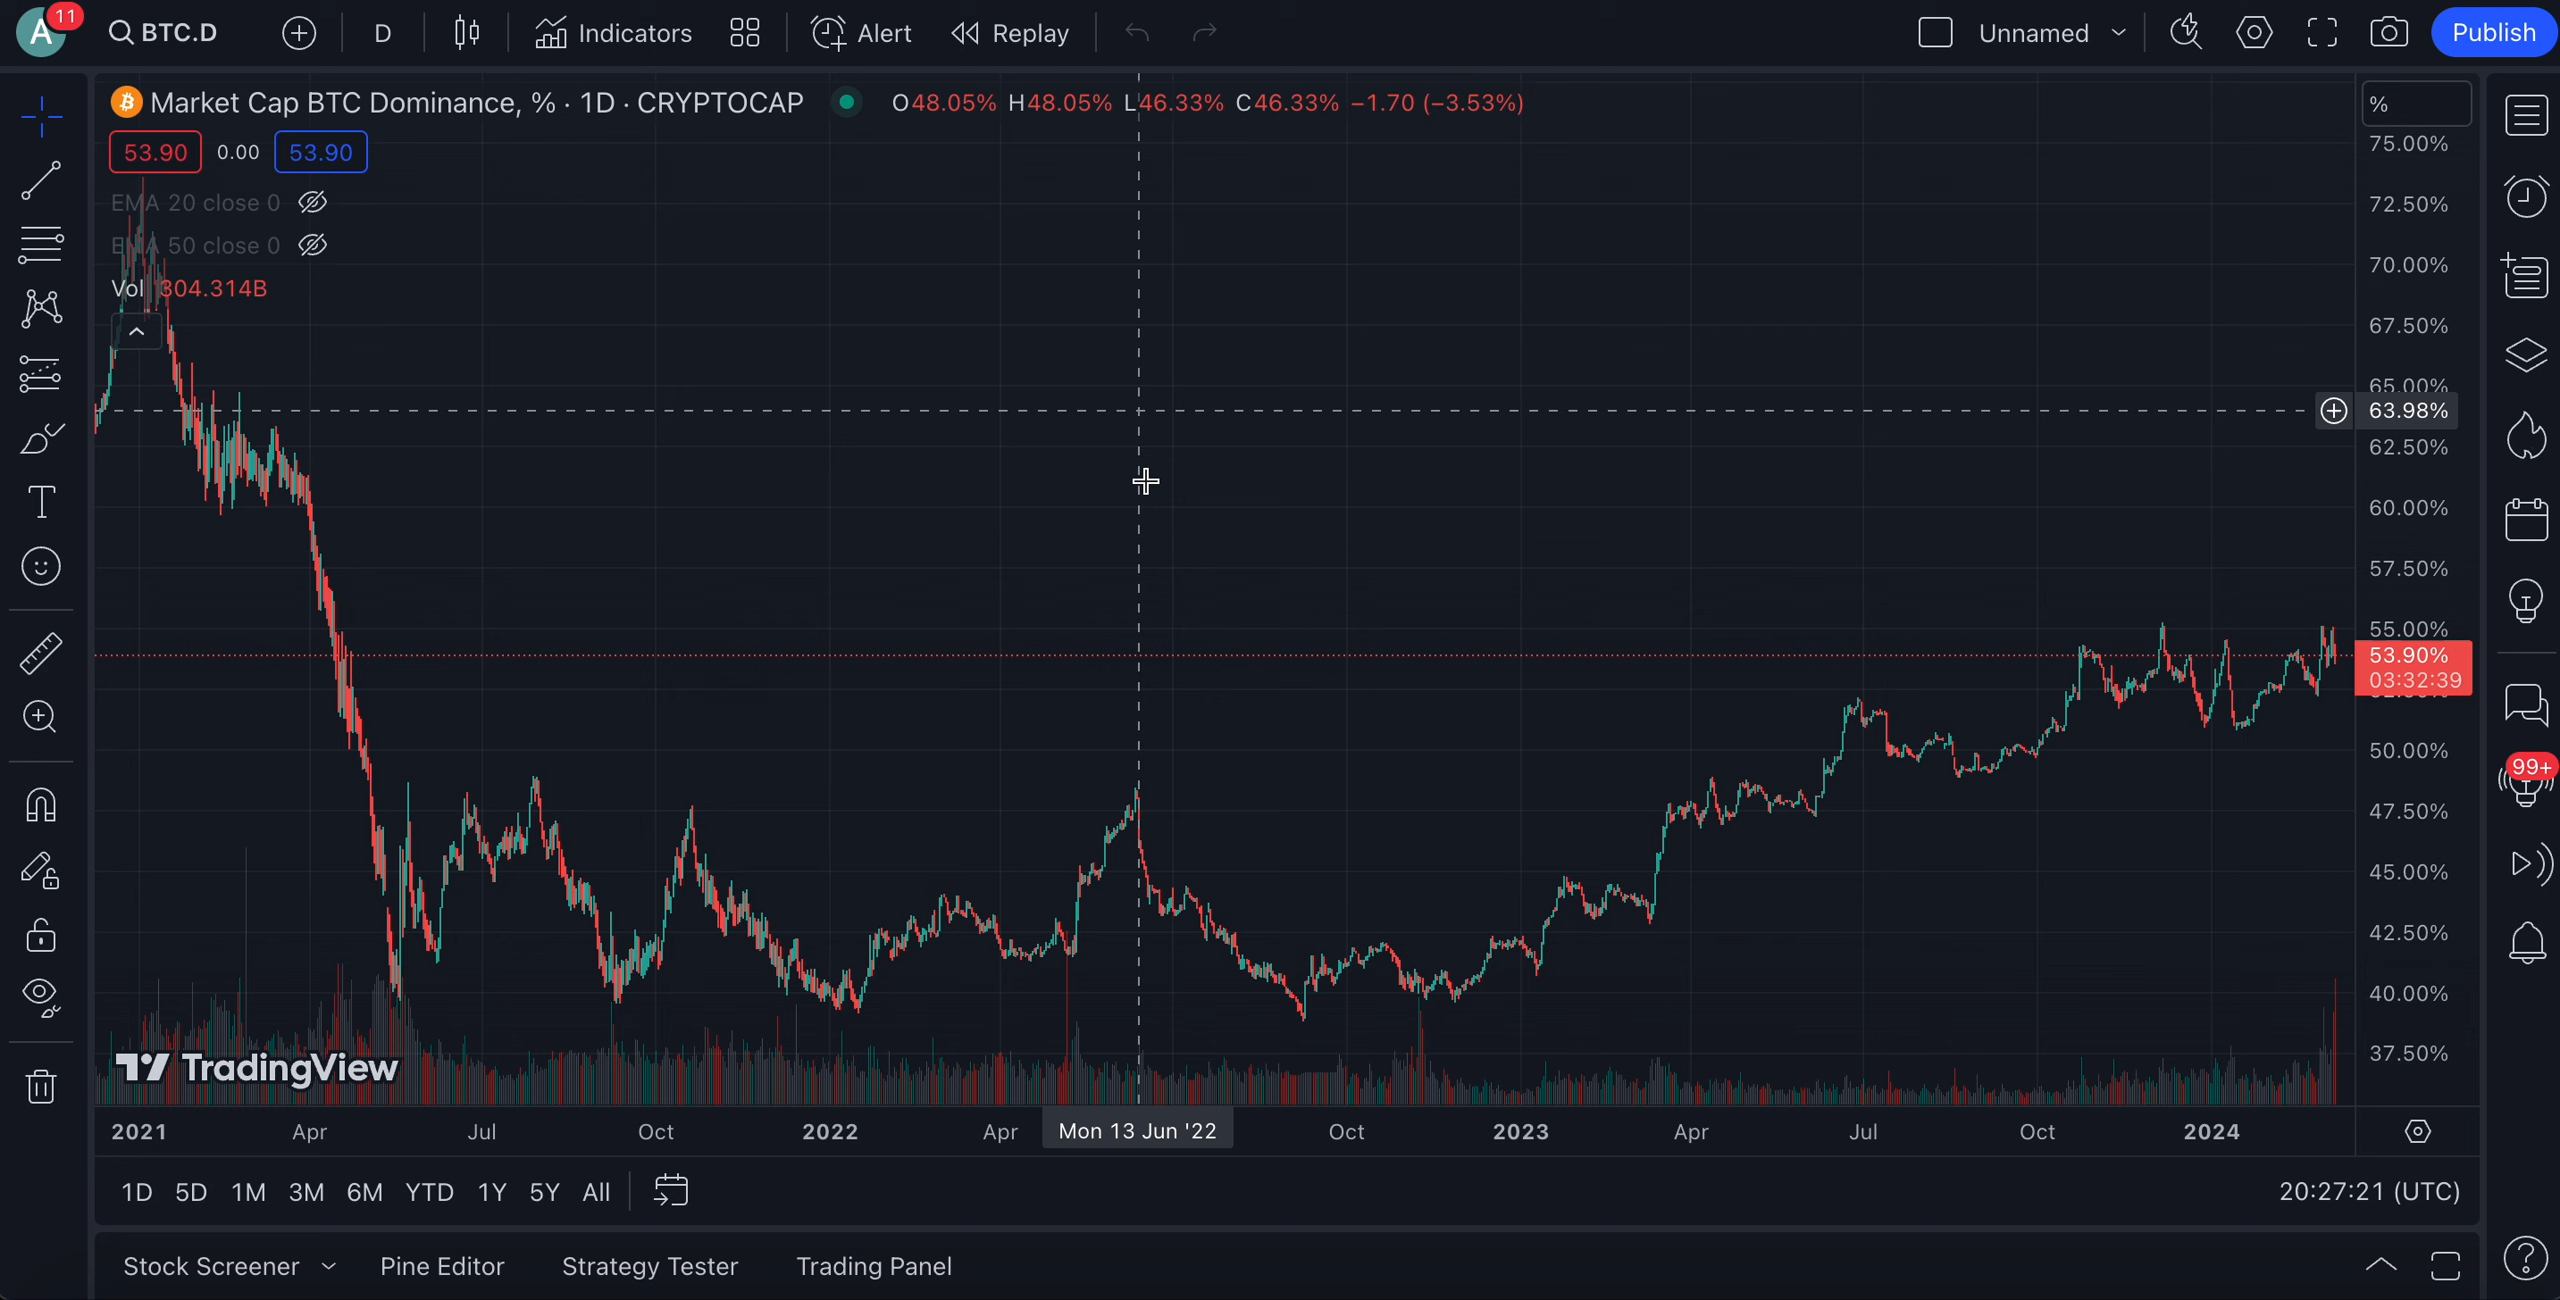 A 11 BTC.D D Indicators Alert Replay Unnamed Publish
Market Cap BTC Dominance, % · 1D · CRYPTOCAP O48.05% H48.05% L46.33% C46.33% −1.70 (−3.53%)
%
53.90 0.00 53.90
EMA 20 close 0
EMA 50 close 0
Vol 304.314B
75.00%
72.50%
70.00%
67.50%
65.00%
63.98%
62.50%
60.00%
57.50%
55.00%
53.90%
03:32:39
50.00%
47.50%
45.00%
42.50%
40.00%
37.50%
99+
TradingView
2021 Apr Jul Oct 2022 Apr Mon 13 Jun '22 Oct 2023 Apr Jul Oct 2024
1D 5D 1M 3M 6M YTD 1Y 5Y All 20:27:21 (UTC)
Stock Screener Pine Editor Strategy Tester Trading Panel